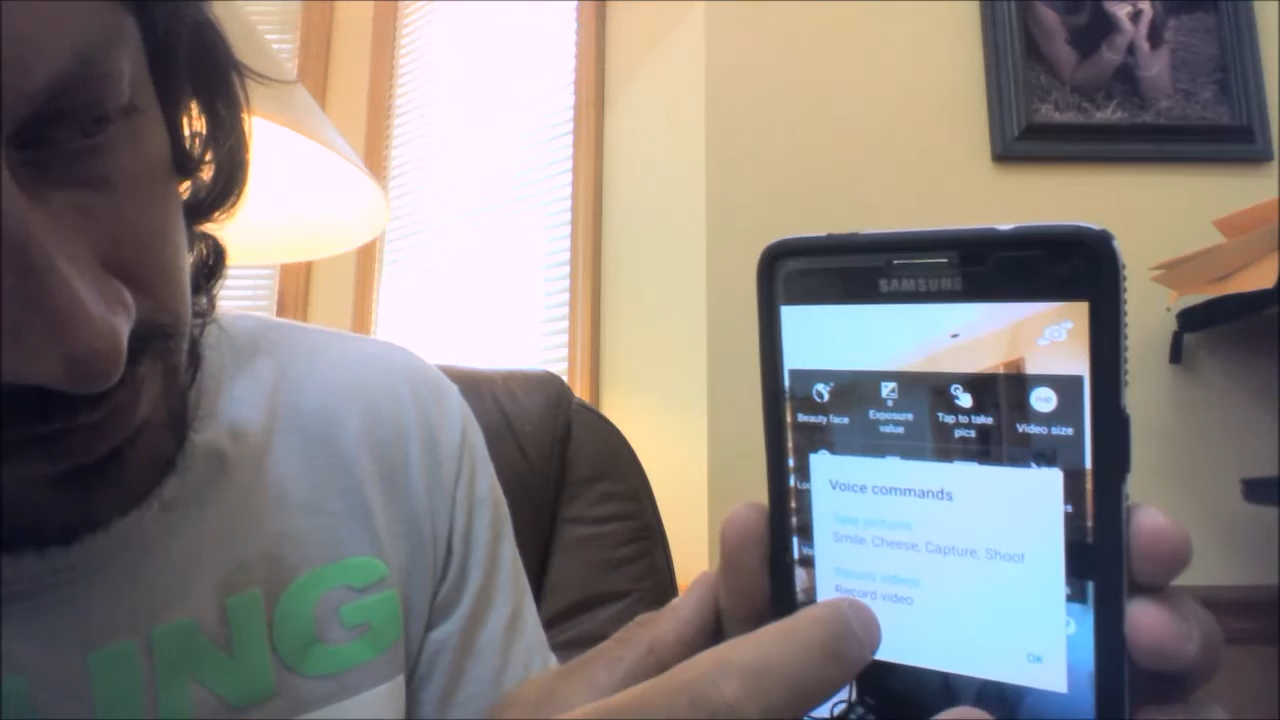 SAMSUNG
Beauty face
Exposure
value
Tap to take
pics
Video size
Voice commands
Take pictures
Smile, Cheese, Capture, Shoot
Record videos
Record video
OK
LING